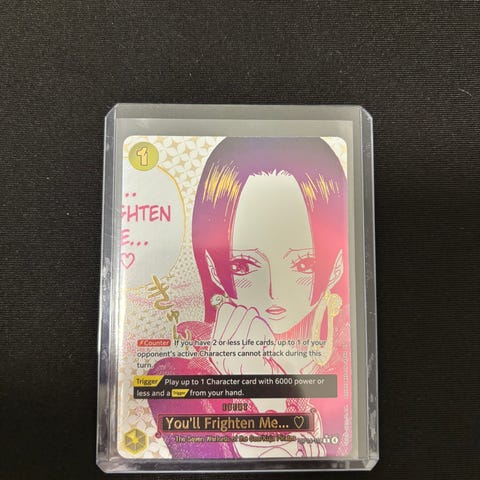 1
...
GHTEN
E...
♡
ぎゅ
⚡Counter If you have 2 or less Life cards, up to 1 of your
opponent's active Characters cannot attack during this
turn.
Trigger Play up to 1 Character card with 6000 power or
less and a Trigger from your hand.
EVENT
You'll Frighten Me... ♡
The Seven Warlords of the Sea/Kuja Pirates